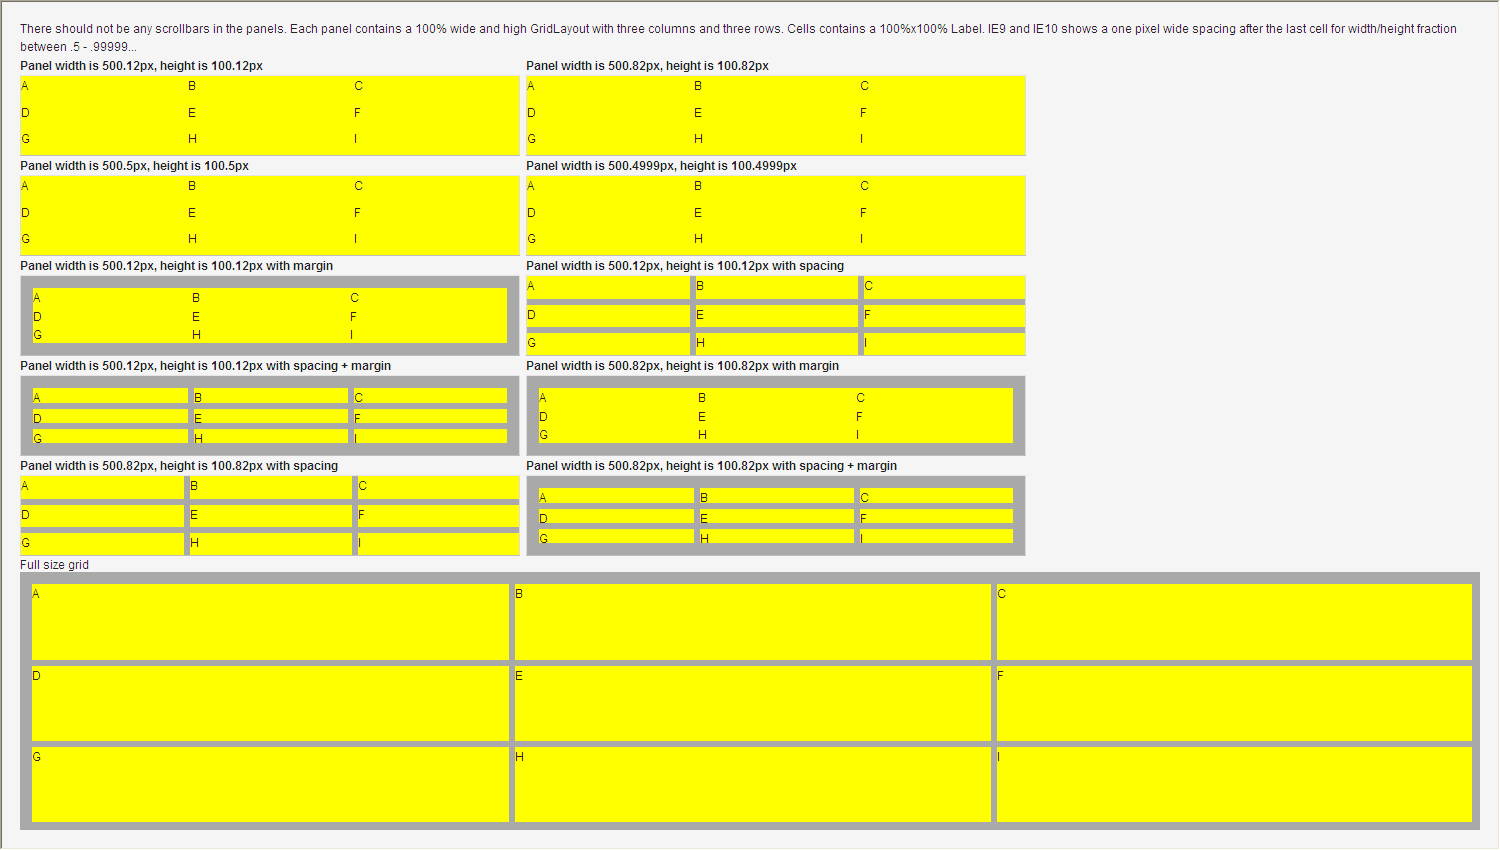 There should not be any scrollbars in the panels. Each panel contains a 100% wide and high GridLayout with three columns and three rows. Cells contains a 100%x100% Label. IE9 and IE10 shows a one pixel wide spacing after the last cell for width/height fraction
between .5 - .99999...
Panel width is 500.12px, height is 100.12px
A B C
D E F
G H I
Panel width is 500.82px, height is 100.82px
A B C
D E F
G H I
Panel width is 500.5px, height is 100.5px
A B C
D E F
G H I
Panel width is 500.4999px, height is 100.4999px
A B C
D E F
G H I
Panel width is 500.12px, height is 100.12px with margin
A B C
D E F
G H I
Panel width is 500.12px, height is 100.12px with spacing
A B C
D E F
G H I
Panel width is 500.12px, height is 100.12px with spacing + margin
A B C
D E F
G H I
Panel width is 500.82px, height is 100.82px with margin
A B C
D E F
G H I
Panel width is 500.82px, height is 100.82px with spacing
A B C
D E F
G H I
Panel width is 500.82px, height is 100.82px with spacing + margin
A B C
D E F
G H I
Full size grid
A B C
D E F
G H I